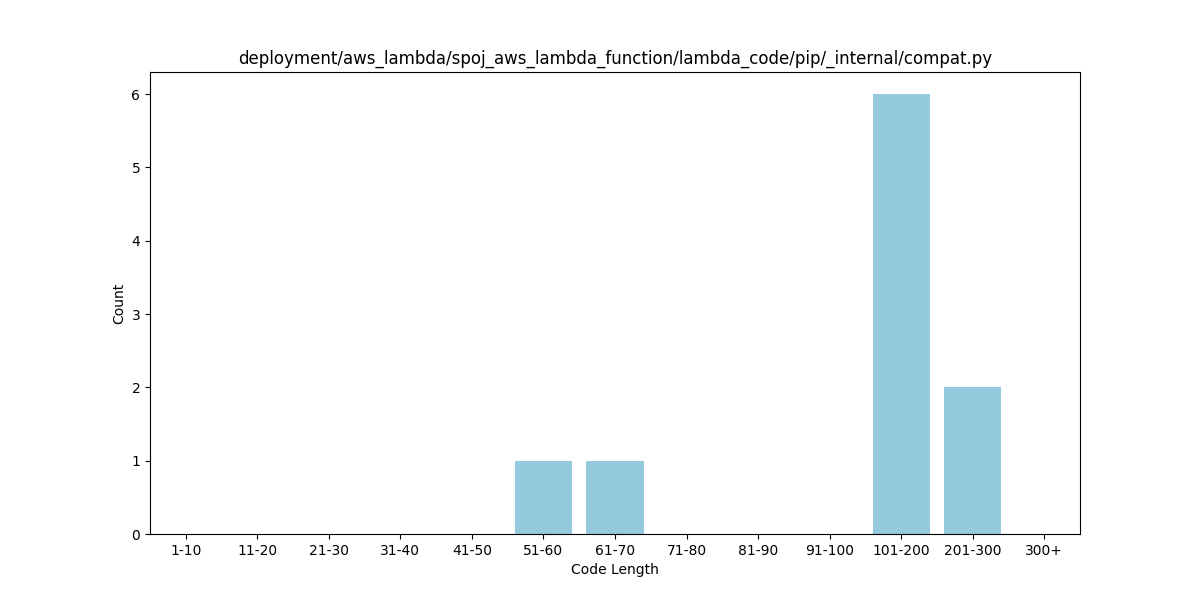 deployment/aws_lambda/spoj_aws_lambda_function/lambda_code/pip/_internal/compat.py
6
5
4
3
2
1
0
Count
1-10 11-20 21-30 31-40 41-50 51-60 61-70 71-80 81-90 91-100 101-200 201-300 300+
Code Length